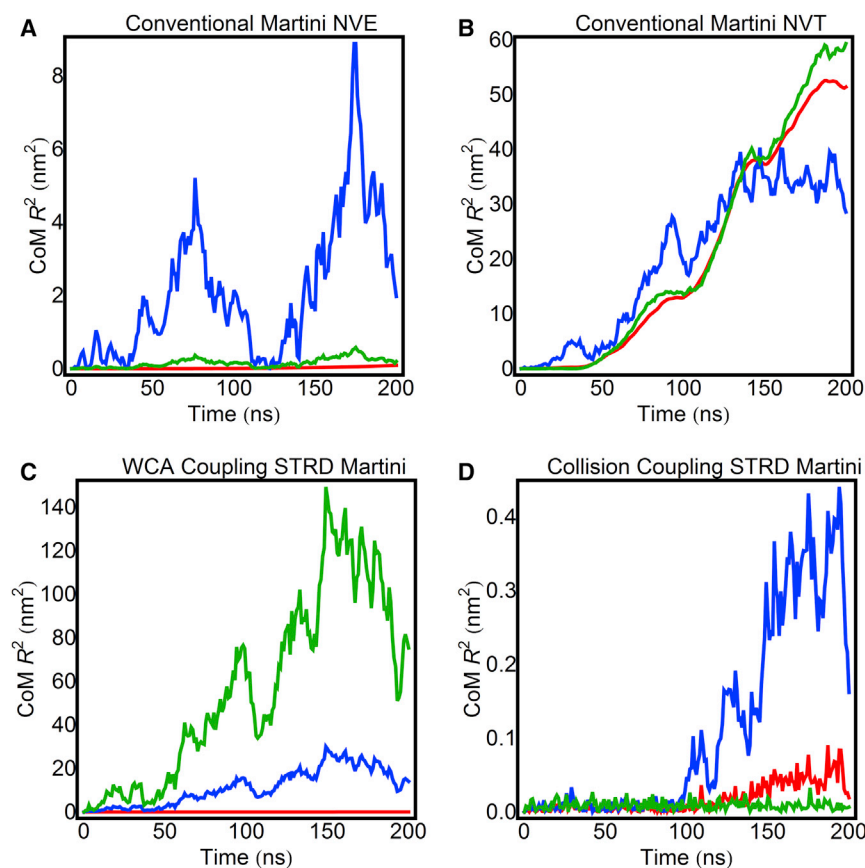 A Conventional Martini NVE
CoM R² (nm²)
8
6
4
2
0
0 50 100 150 200
Time (ns)
B Conventional Martini NVT
CoM R² (nm²)
60
50
40
30
20
10
0
0 50 100 150 200
Time (ns)
C WCA Coupling STRD Martini
CoM R² (nm²)
140
120
100
80
60
40
20
0
0 50 100 150 200
Time (ns)
D Collision Coupling STRD Martini
CoM R² (nm²)
0.4
0.3
0.2
0.1
0.0
0 50 100 150 200
Time (ns)